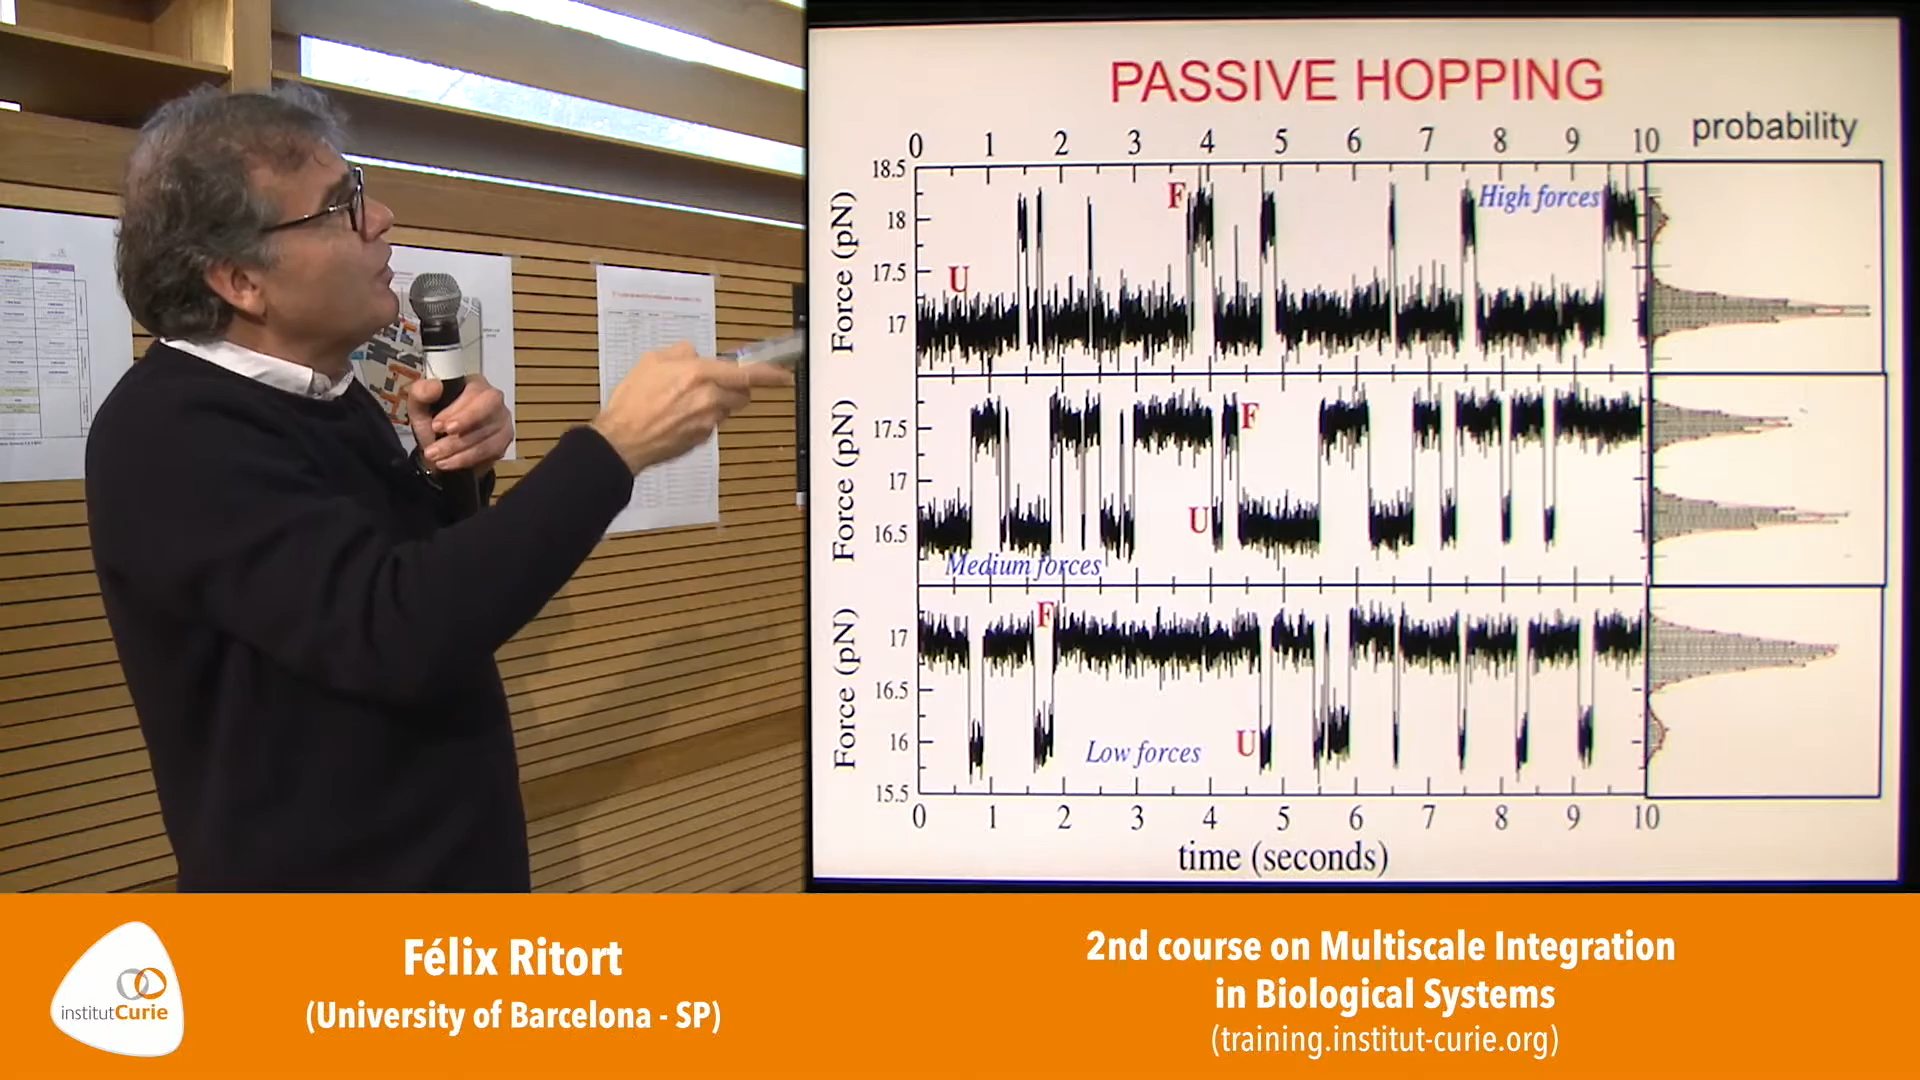 PASSIVE HOPPING
0 1 2 3 4 5 6 7 8 9 10
probability
18.5
18
17.5
17
Force (pN)
U
F
High forces
17.5
17
16.5
Force (pN)
F
U
Medium forces
17
16.5
16
15.5
Force (pN)
F
U
Low forces
0 1 2 3 4 5 6 7 8 9 10
time (seconds)
institutCurie
Félix Ritort
(University of Barcelona - SP)
2nd course on Multiscale Integration
in Biological Systems
(training.institut-curie.org)